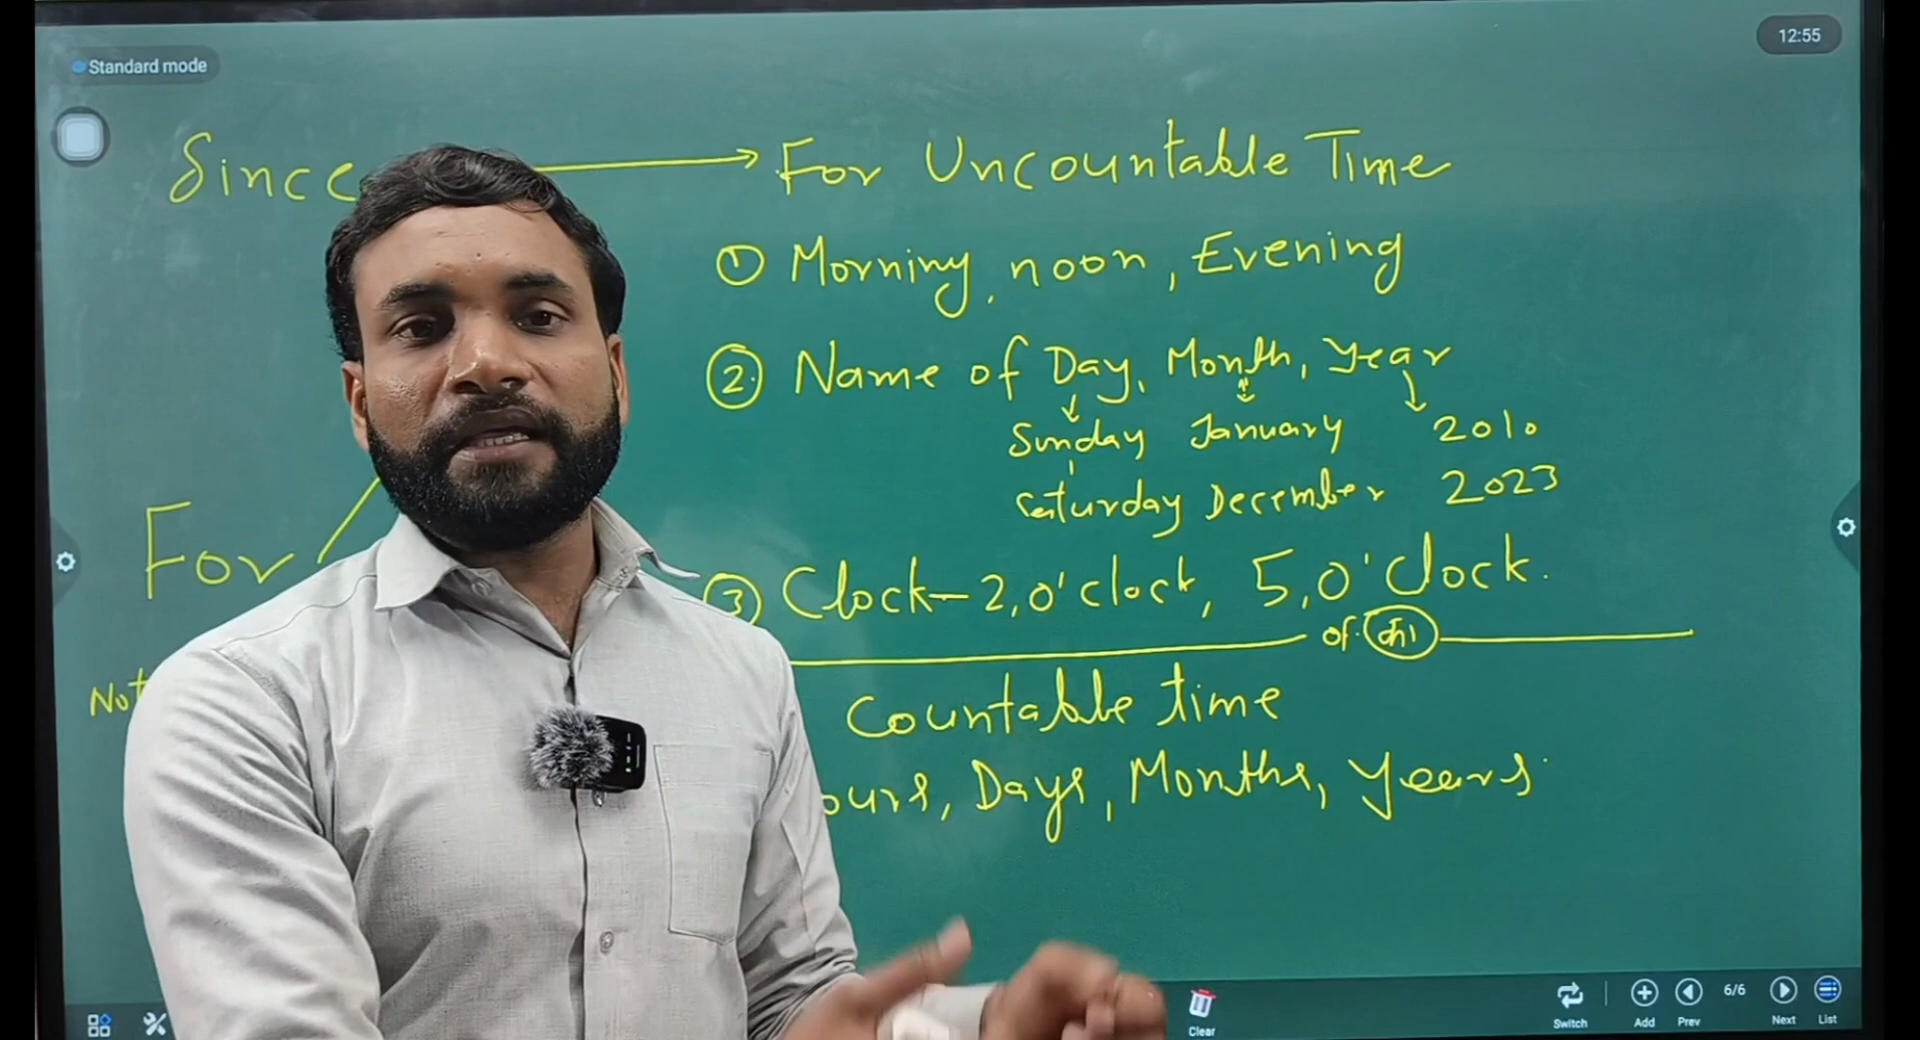 Standard mode
12:55
Since → For Uncountable Time
① Morning, noon, Evening
② Name of Day, Month, Year
Sunday January 2010
Saturday December 2023
For
③ Clock- 2,0'clock, 5,0'clock.
of
Countable time
Days, Months, Years.
Clear
Switch
Add
Prev
6/6
Next
List